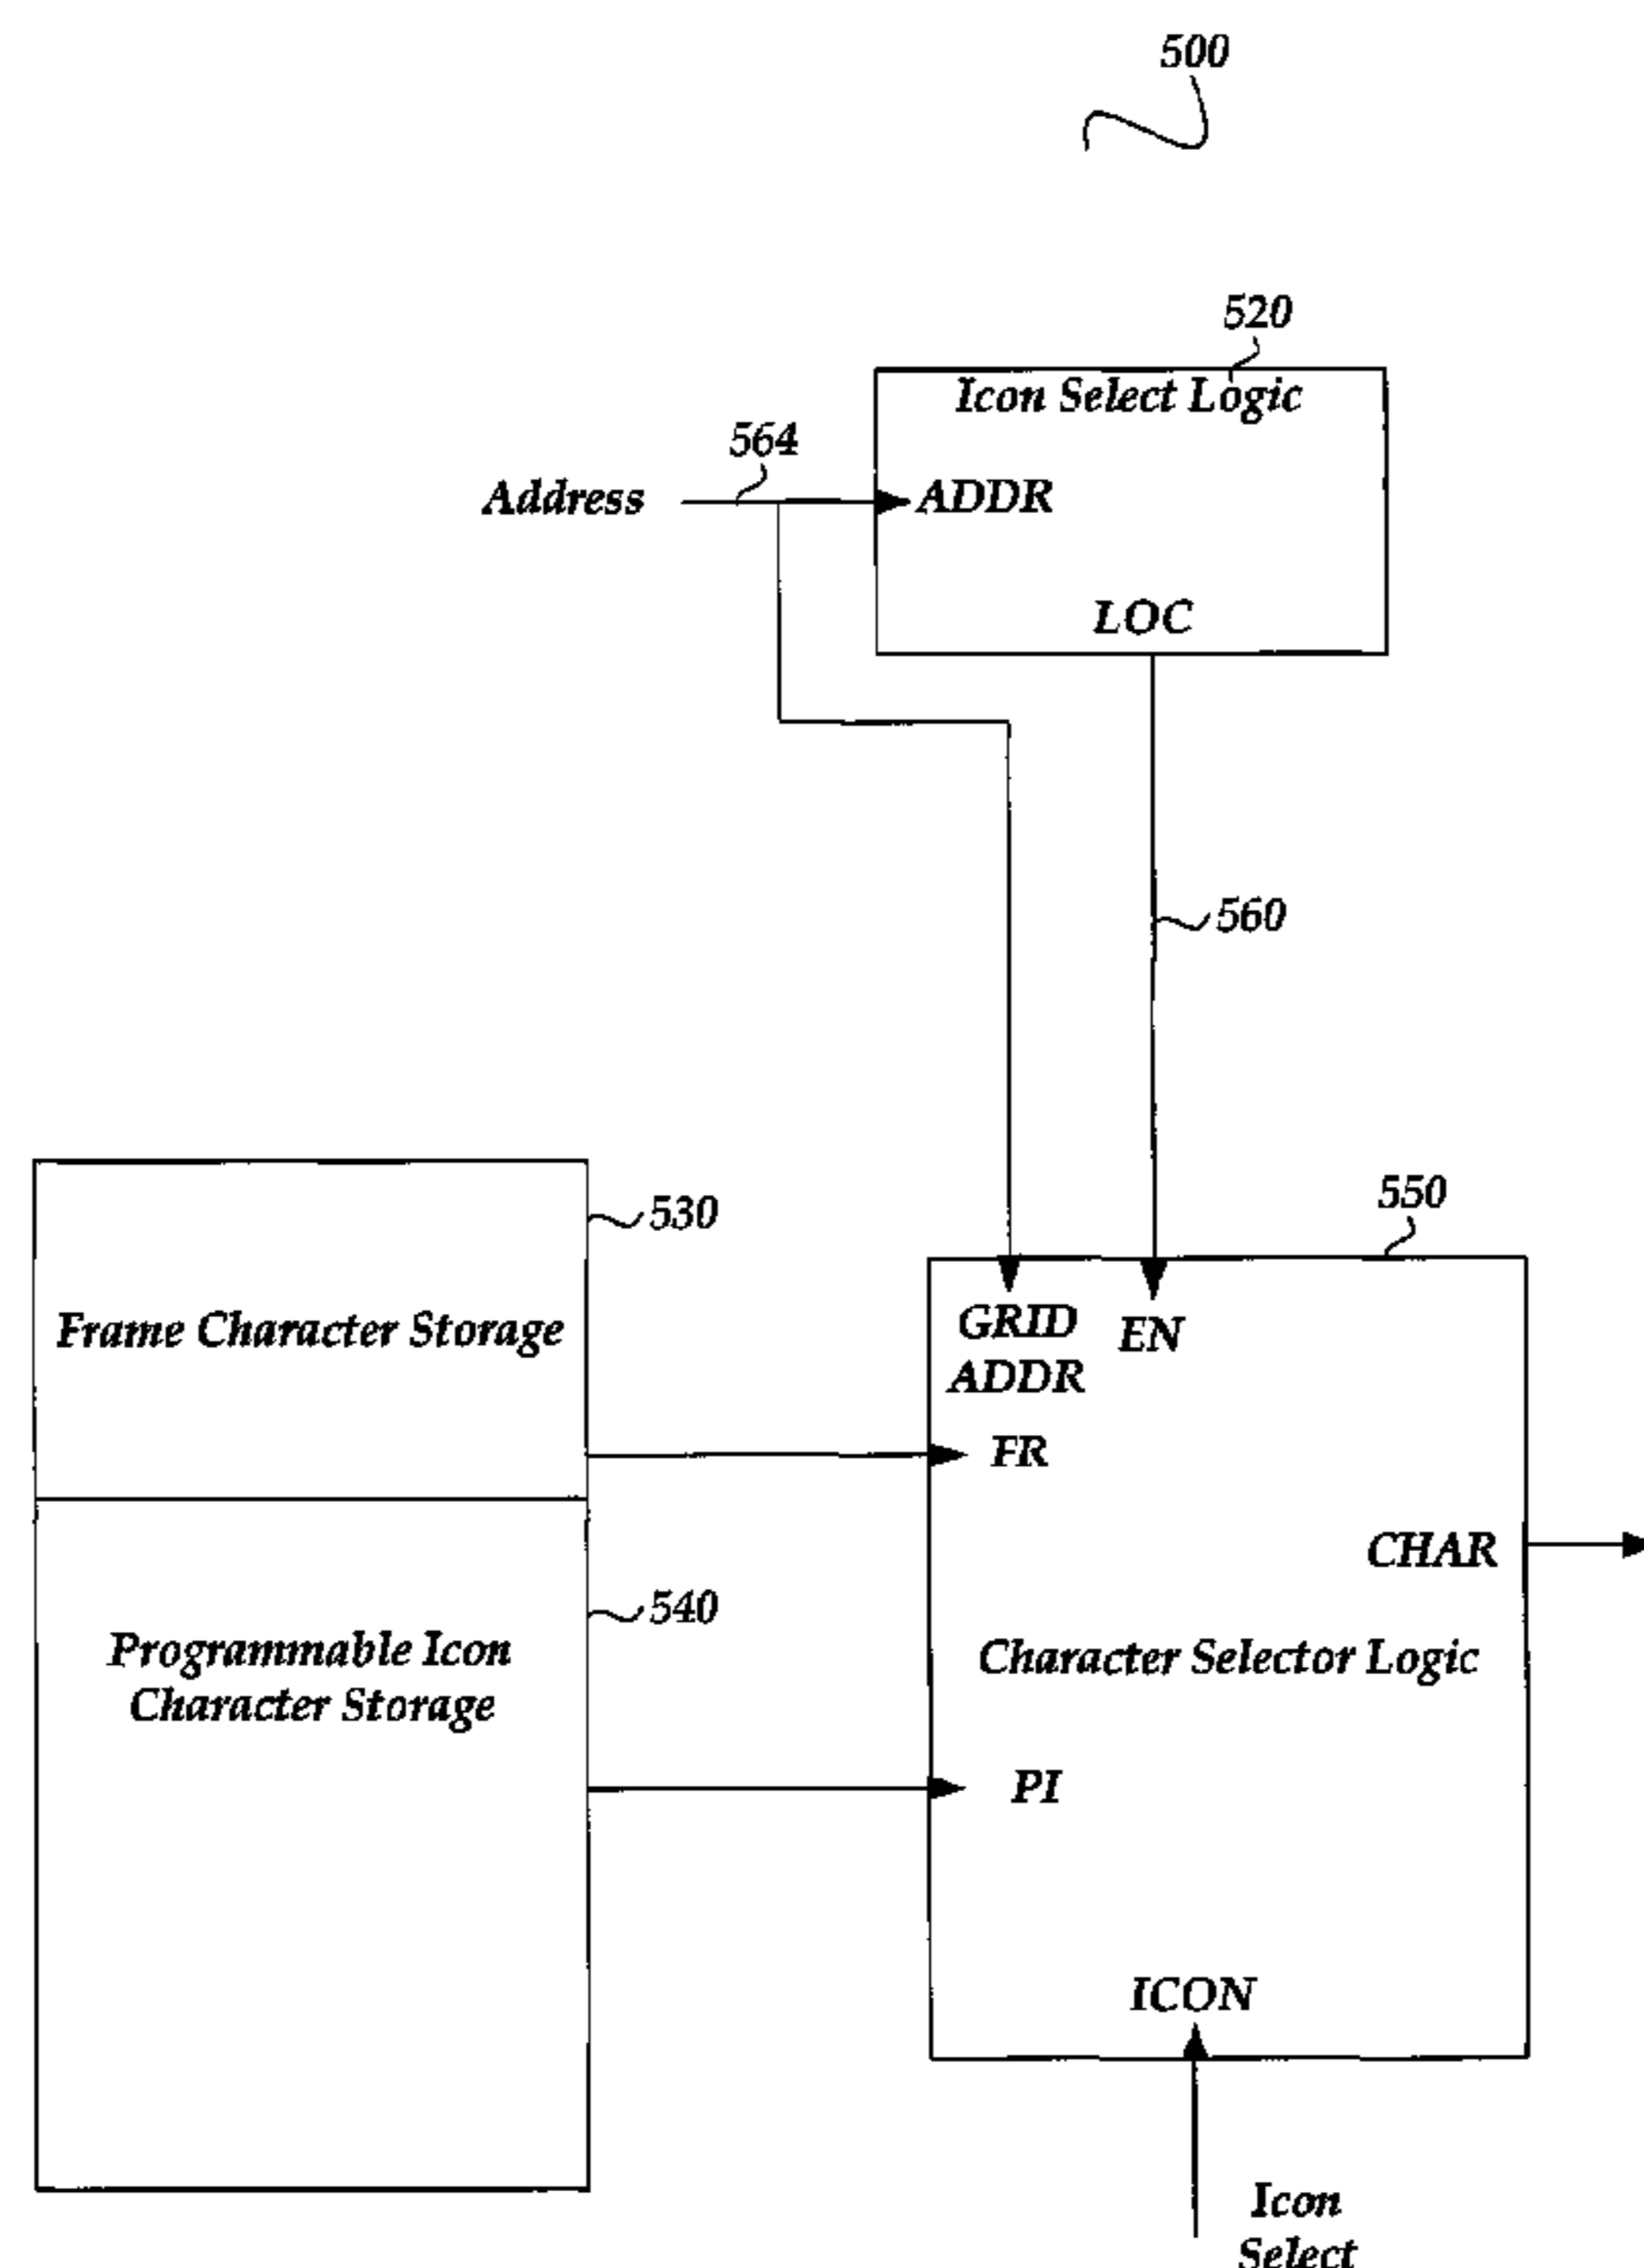 500
520
Icon Select Logic
564
Address
ADDR
LOC
560
530
550
Frame Character Storage
GRID
ADDR
EN
FR
CHAR
540
Programmable Icon
Character Storage
Character Selector Logic
PI
ICON
Icon
Select